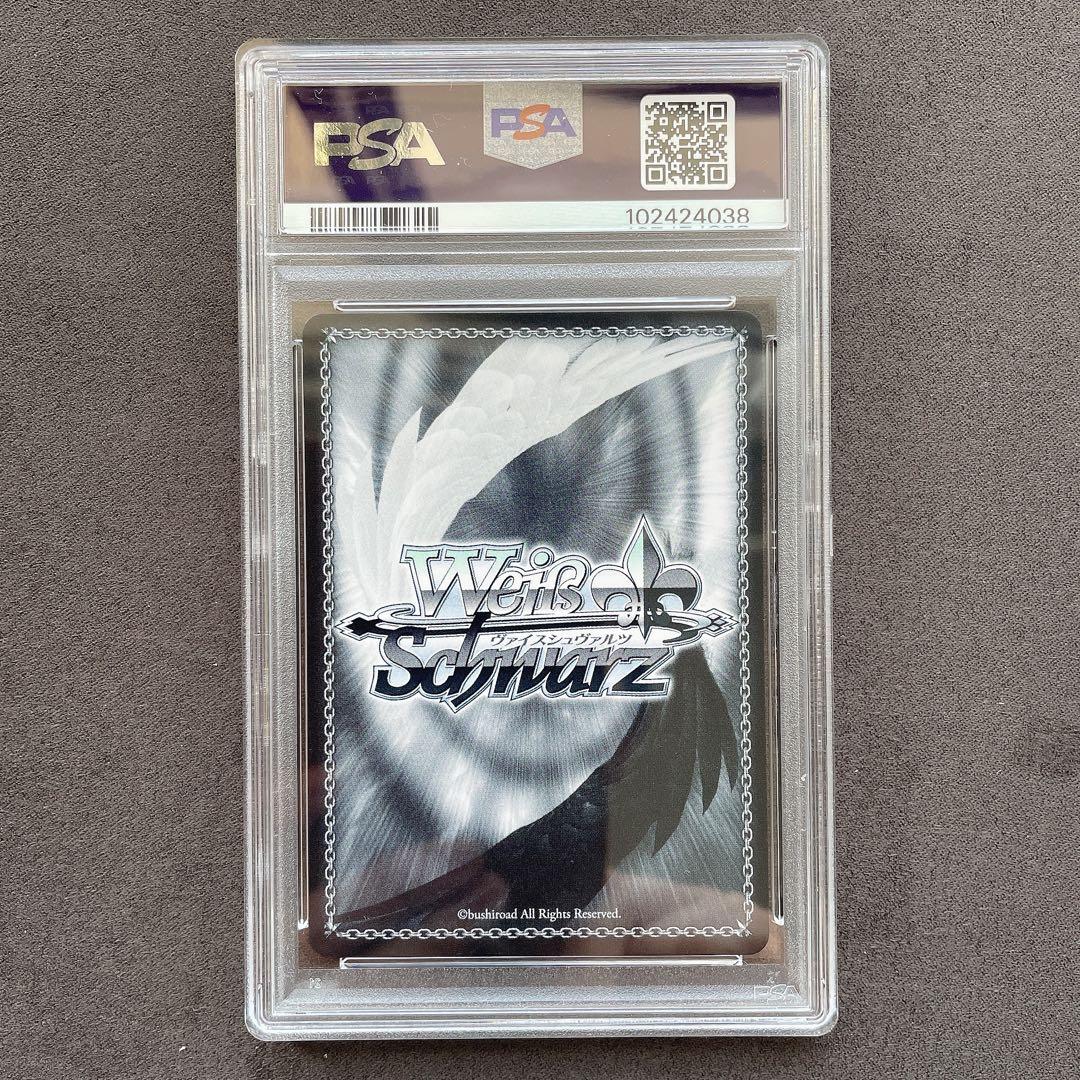 PSA
PSA
102424038
Weiß
ヴァイスシュヴァルツ
Schwarz
©bushiroad All Rights Reserved.
PSA